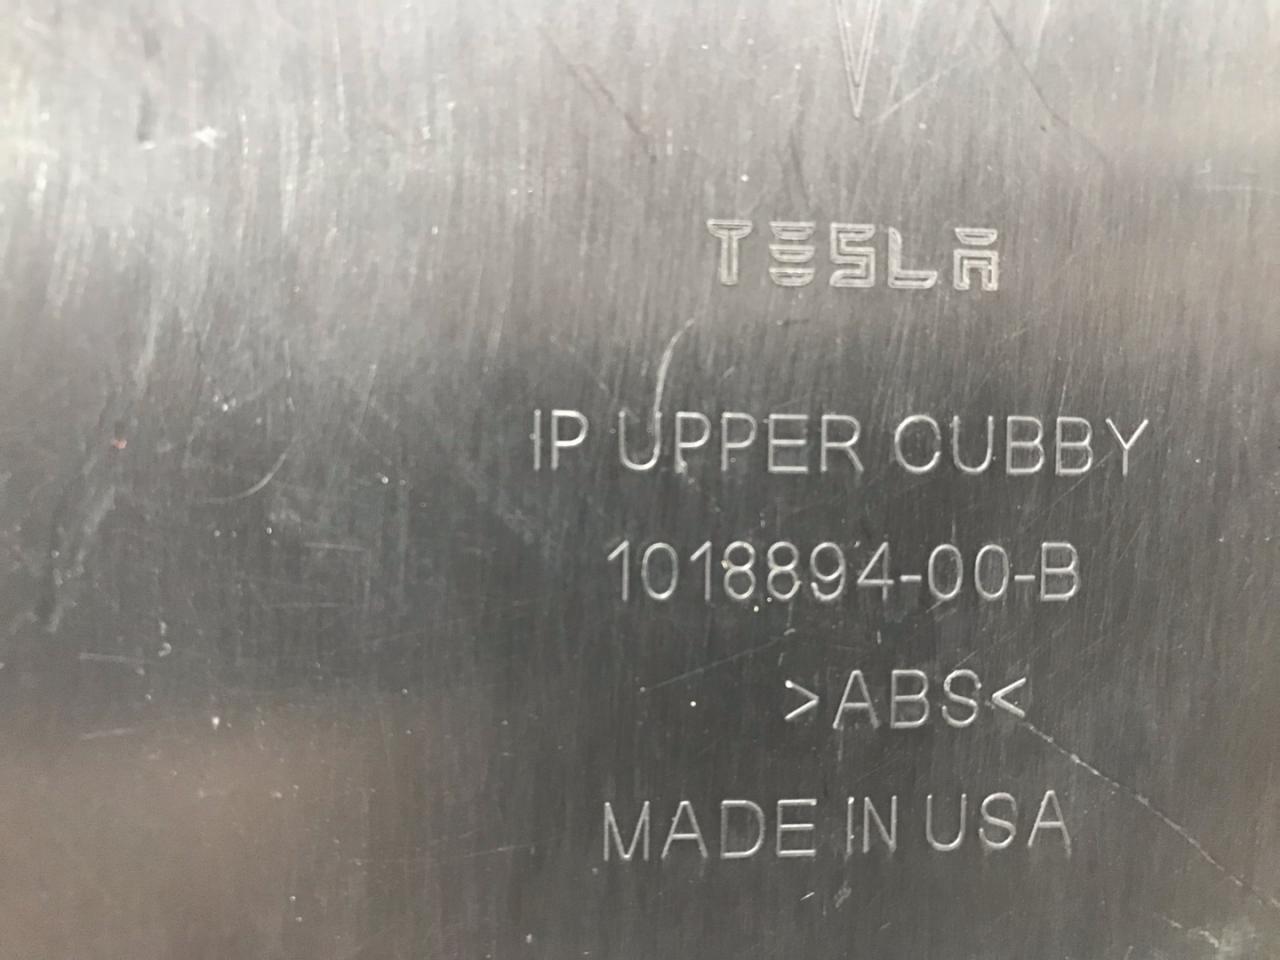 TESLA
IP UPPER CUBBY
1018894-00-B
>ABS<
MADE IN USA